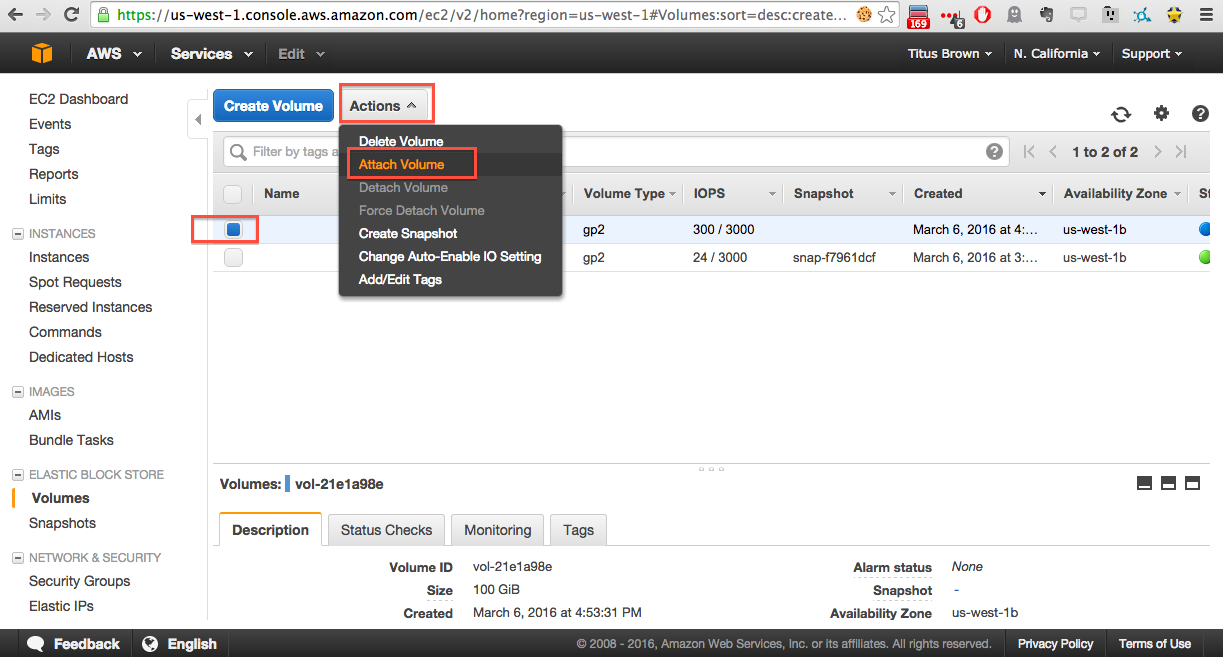 https://us-west-1.console.aws.amazon.com/ec2/v2/home?region=us-west-1#Volumes:sort=desc:create...
169
6
AWS Services Edit Titus Brown N. California Support
EC2 Dashboard
Events
Tags
Reports
Limits
INSTANCES
Instances
Spot Requests
Reserved Instances
Commands
Dedicated Hosts
IMAGES
AMIs
Bundle Tasks
ELASTIC BLOCK STORE
Volumes
Snapshots
NETWORK & SECURITY
Security Groups
Elastic IPs
Create Volume Actions
Delete Volume
Attach Volume
Detach Volume
Force Detach Volume
Create Snapshot
Change Auto-Enable IO Setting
Add/Edit Tags
Filter by tags a
1 to 2 of 2
Name Volume Type IOPS Snapshot Created Availability Zone St
gp2 300 / 3000 March 6, 2016 at 4:... us-west-1b
gp2 24 / 3000 snap-f7961dcf March 6, 2016 at 3:... us-west-1b
Volumes: vol-21e1a98e
Description Status Checks Monitoring Tags
Volume ID vol-21e1a98e Alarm status None
Size 100 GiB Snapshot -
Created March 6, 2016 at 4:53:31 PM Availability Zone us-west-1b
Feedback English © 2008 - 2016, Amazon Web Services, Inc. or its affiliates. All rights reserved. Privacy Policy Terms of Use